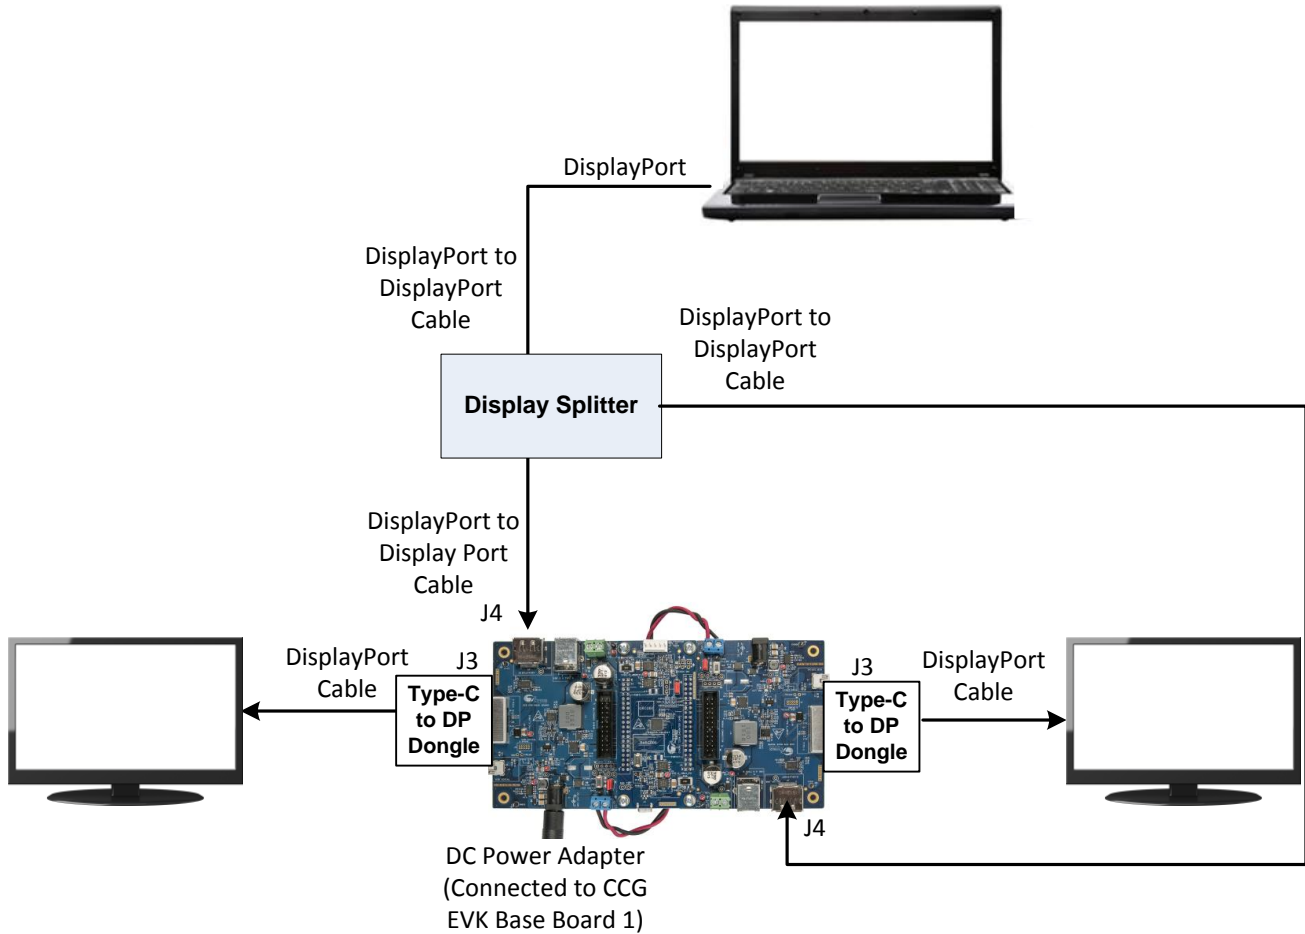 DisplayPort
DisplayPort to
DisplayPort
Cable
DisplayPort to
DisplayPort
Cable
Display Splitter
DisplayPort to
Display Port
Cable
J4
DisplayPort
Cable
J3
Type-C
to DP
Dongle
J3
Type-C
to DP
Dongle
DisplayPort
Cable
J4
DC Power Adapter
(Connected to CCG
EVK Base Board 1)